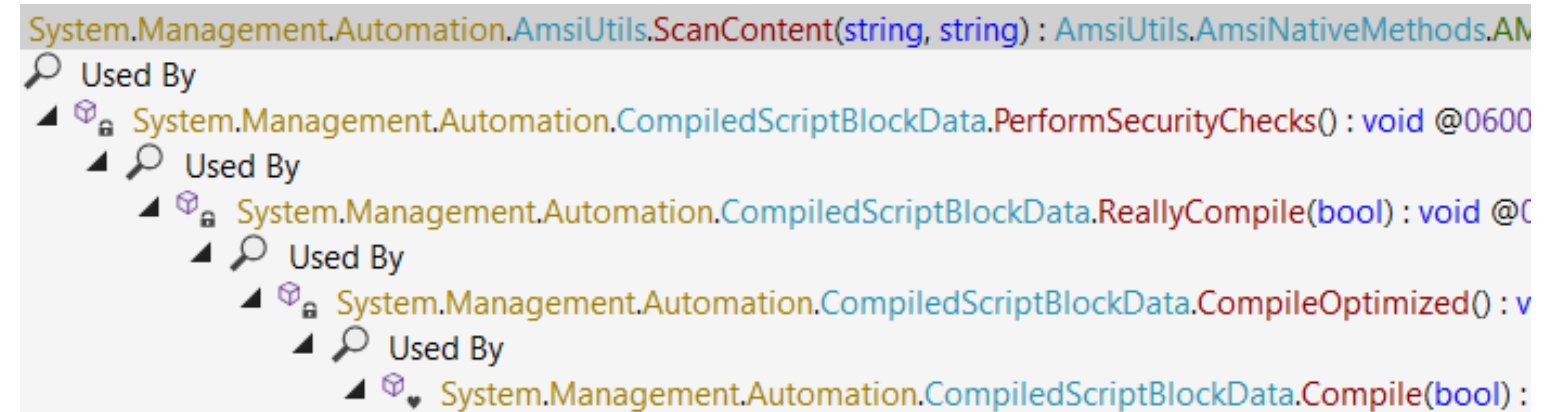 System.Management.Automation.AmsiUtils.ScanContent(string, string) : AmsiUtils.AmsiNativeMethods.AM
Used By
System.Management.Automation.CompiledScriptBlockData.PerformSecurityChecks() : void @0600
Used By
System.Management.Automation.CompiledScriptBlockData.ReallyCompile(bool) : void @0
Used By
System.Management.Automation.CompiledScriptBlockData.CompileOptimized() : v
Used By
System.Management.Automation.CompiledScriptBlockData.Compile(bool) :